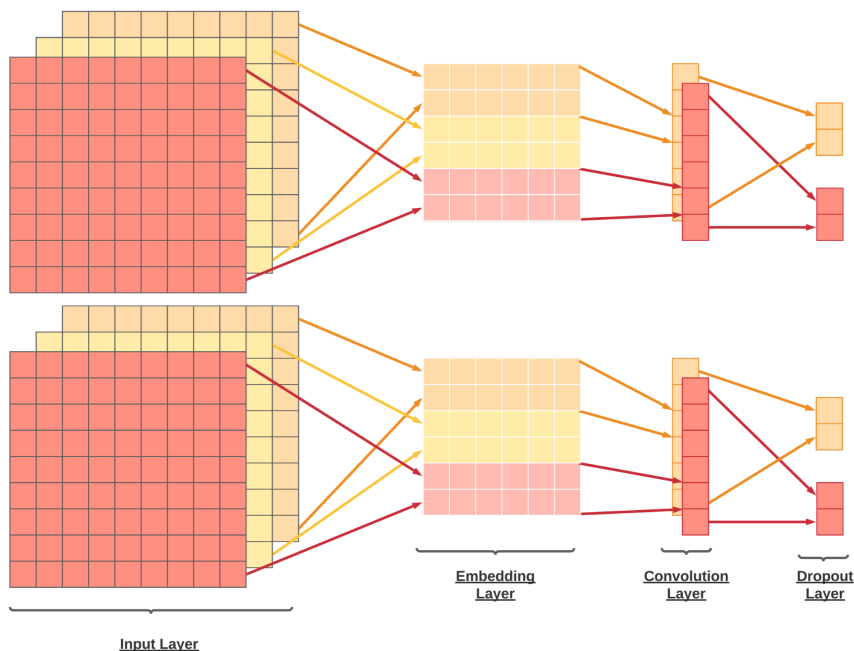 Embedding
Layer
Convolution
Layer
Dropout
Layer
Input Layer